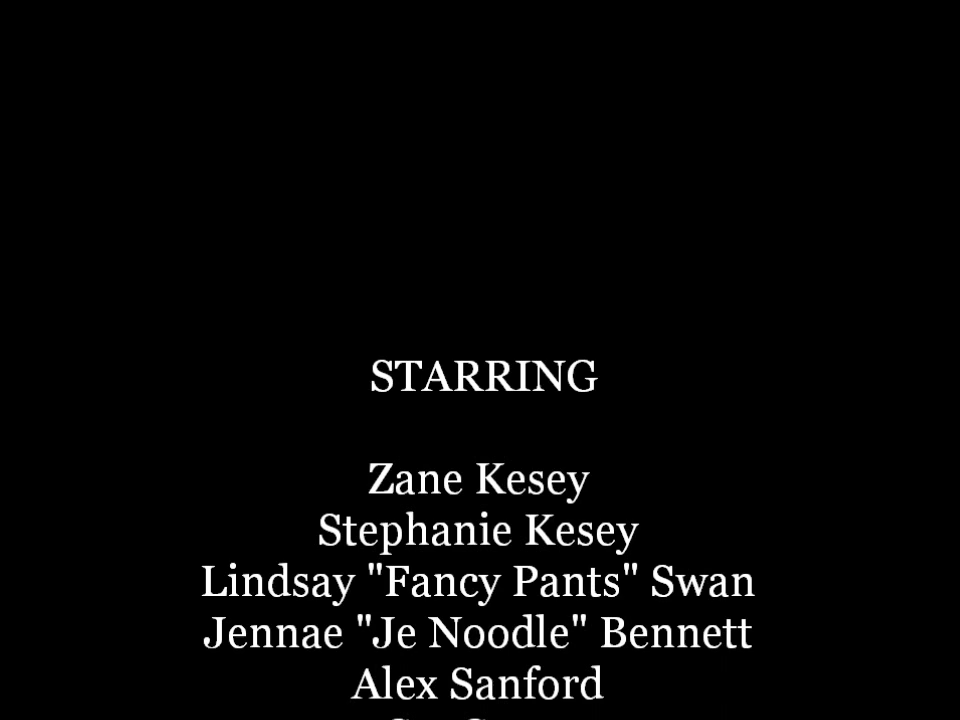 STARRING
Zane Kesey
Stephanie Kesey
Lindsay "Fancy Pants" Swan
Jennae "Je Noodle" Bennett
Alex Sanford